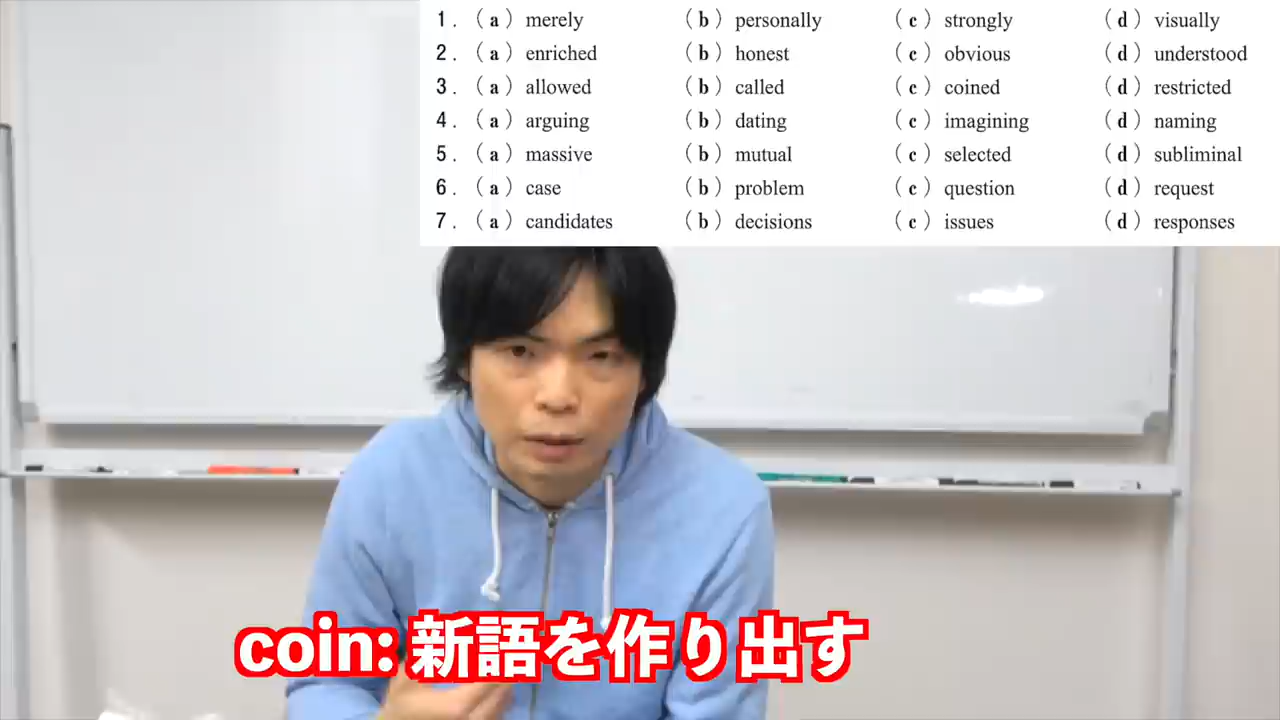 1. (a) merely (b) personally (c) strongly (d) visually
2. (a) enriched (b) honest (c) obvious (d) understood
3. (a) allowed (b) called (c) coined (d) restricted
4. (a) arguing (b) dating (c) imagining (d) naming
5. (a) massive (b) mutual (c) selected (d) subliminal
6. (a) case (b) problem (c) question (d) request
7. (a) candidates (b) decisions (c) issues (d) responses
coin: 新語を作り出す